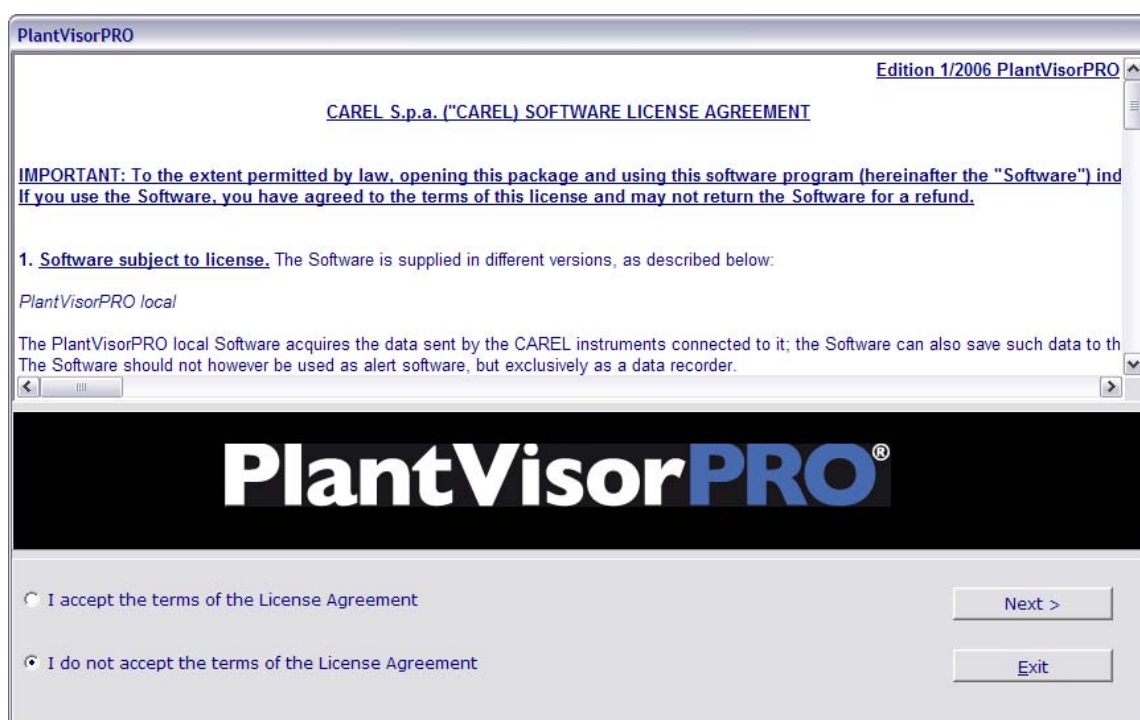 PlantVisorPRO
Edition 1/2006 PlantVisorPRO
CAREL S.p.a. ("CAREL) SOFTWARE LICENSE AGREEMENT
IMPORTANT: To the extent permitted by law, opening this package and using this software program (hereinafter the "Software") ind
If you use the Software, you have agreed to the terms of this license and may not return the Software for a refund.
1. Software subject to license. The Software is supplied in different versions, as described below:
PlantVisorPRO local
The PlantVisorPRO local Software acquires the data sent by the CAREL instruments connected to it; the Software can also save such data to th
The Software should not however be used as alert software, but exclusively as a data recorder.
PlantVisorPRO®
I accept the terms of the License Agreement
Next >
I do not accept the terms of the License Agreement
Exit